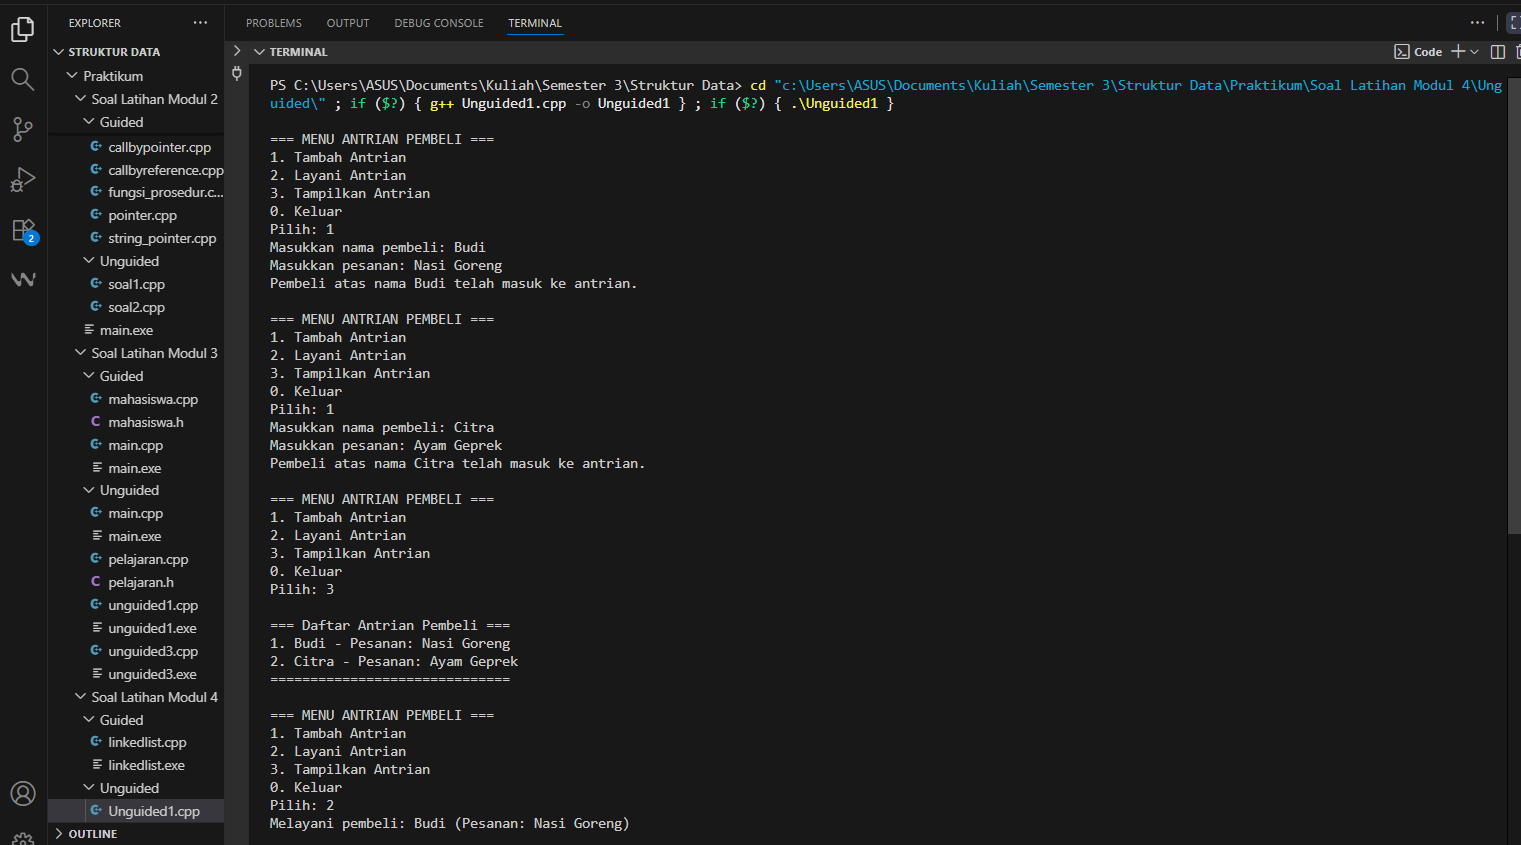 EXPLORER
STRUKTUR DATA
Praktikum
Soal Latihan Modul 2
Guided
callbypointer.cpp
callbyreference.cpp
fungsi_prosedur.c...
pointer.cpp
string_pointer.cpp
Unguided
soal1.cpp
soal2.cpp
main.exe
Soal Latihan Modul 3
Guided
mahasiswa.cpp
mahasiswa.h
main.cpp
main.exe
Unguided
main.cpp
main.exe
pelajaran.cpp
pelajaran.h
unguided1.cpp
unguided1.exe
unguided3.cpp
unguided3.exe
Soal Latihan Modul 4
Guided
linkedlist.cpp
linkedlist.exe
Unguided
Unguided1.cpp
OUTLINE
2
PROBLEMS OUTPUT DEBUG CONSOLE TERMINAL
TERMINAL
Code
PS C:\Users\ASUS\Documents\Kuliah\Semester 3\Struktur Data> cd "c:\Users\ASUS\Documents\Kuliah\Semester 3\Struktur Data\Praktikum\Soal Latihan Modul 4\Ung
uided\" ; if ($?) { g++ Unguided1.cpp -o Unguided1 } ; if ($?) { .\Unguided1 }
=== MENU ANTRIAN PEMBELI ===
1. Tambah Antrian
2. Layani Antrian
3. Tampilkan Antrian
0. Keluar
Pilih: 1
Masukkan nama pembeli: Budi
Masukkan pesanan: Nasi Goreng
Pembeli atas nama Budi telah masuk ke antrian.
=== MENU ANTRIAN PEMBELI ===
1. Tambah Antrian
2. Layani Antrian
3. Tampilkan Antrian
0. Keluar
Pilih: 1
Masukkan nama pembeli: Citra
Masukkan pesanan: Ayam Geprek
Pembeli atas nama Citra telah masuk ke antrian.
=== MENU ANTRIAN PEMBELI ===
1. Tambah Antrian
2. Layani Antrian
3. Tampilkan Antrian
0. Keluar
Pilih: 3
=== Daftar Antrian Pembeli ===
1. Budi - Pesanan: Nasi Goreng
2. Citra - Pesanan: Ayam Geprek
==============================
=== MENU ANTRIAN PEMBELI ===
1. Tambah Antrian
2. Layani Antrian
3. Tampilkan Antrian
0. Keluar
Pilih: 2
Melayani pembeli: Budi (Pesanan: Nasi Goreng)